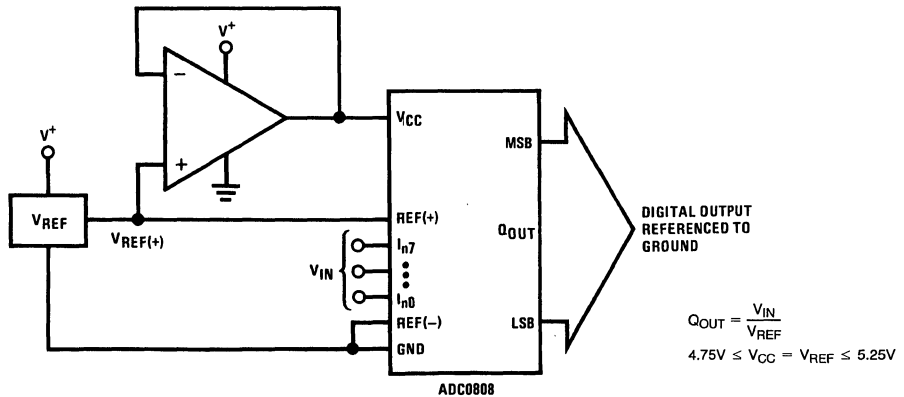 V+
V+
−
+
VCC
MSB
VREF
VREF(+)
REF(+)
QOUT
DIGITAL OUTPUT
REFERENCED TO
GROUND
In7
VIN
In0
REF(−)
LSB
GND
QOUT = VIN / VREF
4.75V ≤ VCC = VREF ≤ 5.25V
ADC0808